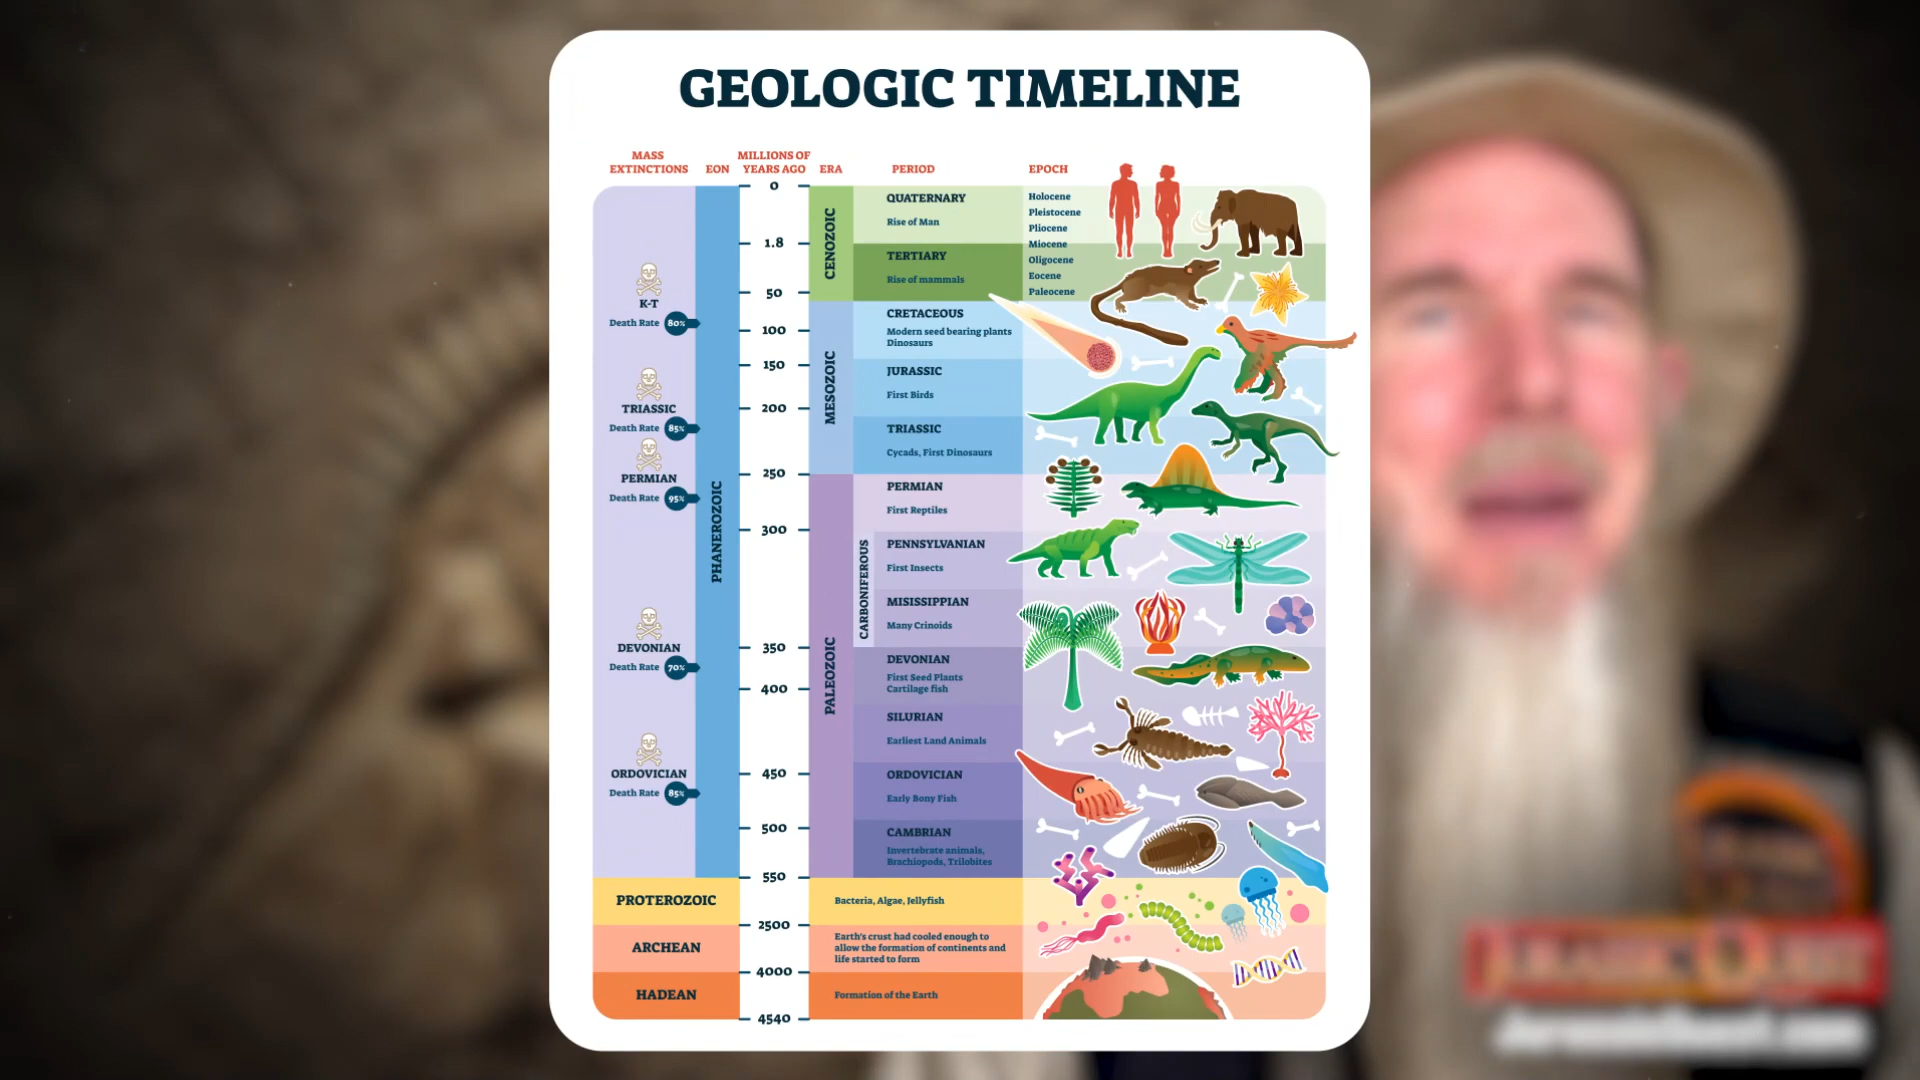 GEOLOGIC TIMELINE
MASS EXTINCTIONS
EON
MILLIONS OF YEARS AGO
ERA
PERIOD
EPOCH
0
1.8
50
100
150
200
250
300
350
400
450
500
550
2500
4000
4540
K-T
Death Rate 80%
TRIASSIC
Death Rate 85%
PERMIAN
Death Rate 95%
DEVONIAN
Death Rate 70%
ORDOVICIAN
Death Rate 85%
PHANEROZOIC
CENOZOIC
MESOZOIC
PALEOZOIC
CARBONIFEROUS
QUATERNARY
Rise of Man
TERTIARY
Rise of mammals
Holocene
Pleistocene
Pliocene
Miocene
Oligocene
Eocene
Paleocene
CRETACEOUS
Modern seed bearing plants
Dinosaurs
JURASSIC
First Birds
TRIASSIC
Cycads, First Dinosaurs
PERMIAN
First Reptiles
PENNSYLVANIAN
First Insects
MISISSIPPIAN
Many Crinoids
DEVONIAN
First Seed Plants
Cartilage fish
SILURIAN
Earliest Land Animals
ORDOVICIAN
Early Bony Fish
CAMBRIAN
Invertebrate animals,
Brachiopods, Trilobites
PROTEROZOIC
Bacteria, Algae, Jellyfish
ARCHEAN
Earth's crust had cooled enough to
allow the formation of continents and
life started to form
HADEAN
Formation of the Earth